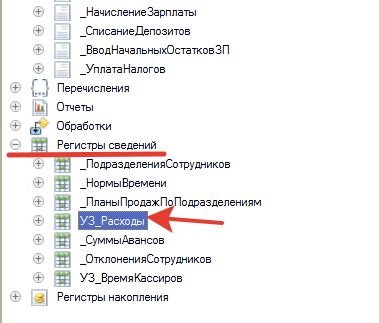 _НачислениеЗарплаты
_СписаниеДепозитов
_ВводНачальныхОстатковЗП
_УплатаНалогов
Перечисления
Отчеты
Обработки
Регистры сведений
_ПодразделенияСотрудников
_НормыВремени
_ПланыПродажПоПодразделениям
УЗ_Расходы
_СуммыАвансов
_ОтклоненияСотрудников
УЗ_ВремяКассиров
Регистры накопления